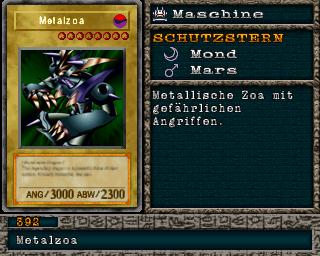 Metalzoa
ANG/3000 ABW/2300
Maschine
SCHUTZSTERN
Mond
Mars
Metallische Zoa mit
gefährlichen
Angriffen.
392
Metalzoa